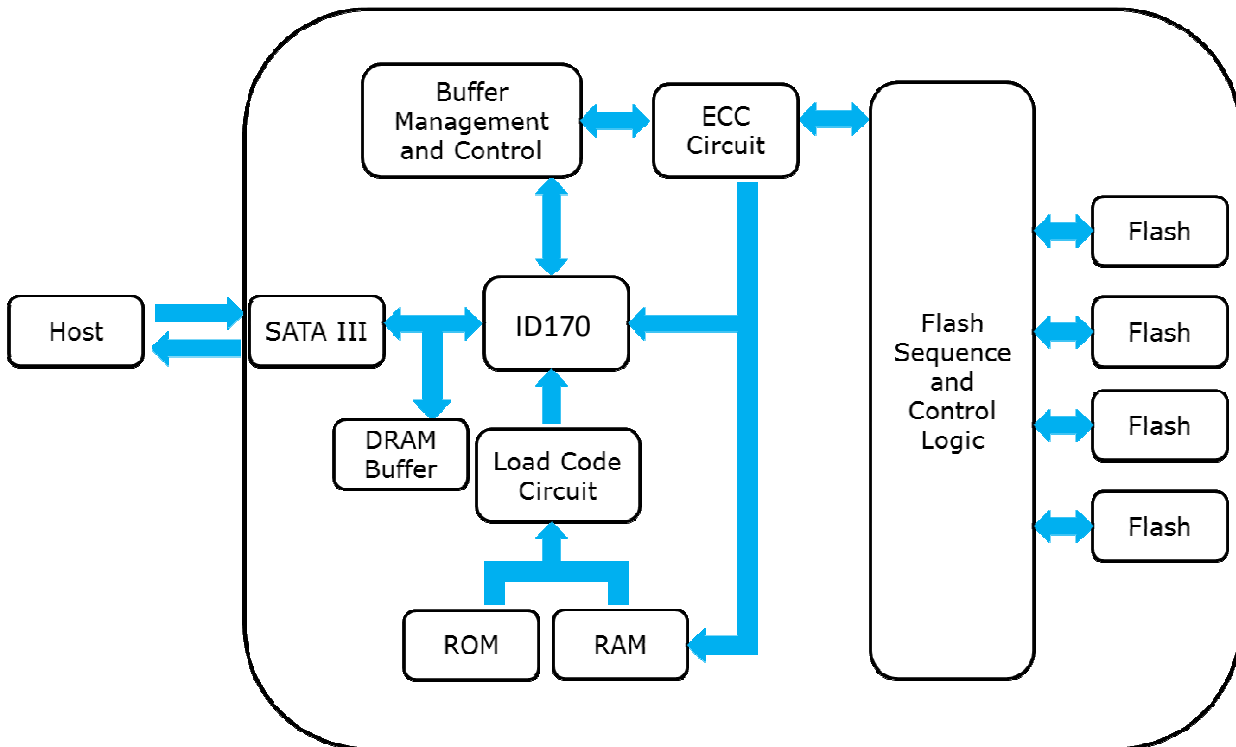 Buffer
Management
and Control
ECC
Circuit
Host
SATA III
ID170
DRAM
Buffer
Load Code
Circuit
ROM
RAM
Flash
Sequence
and
Control
Logic
Flash
Flash
Flash
Flash